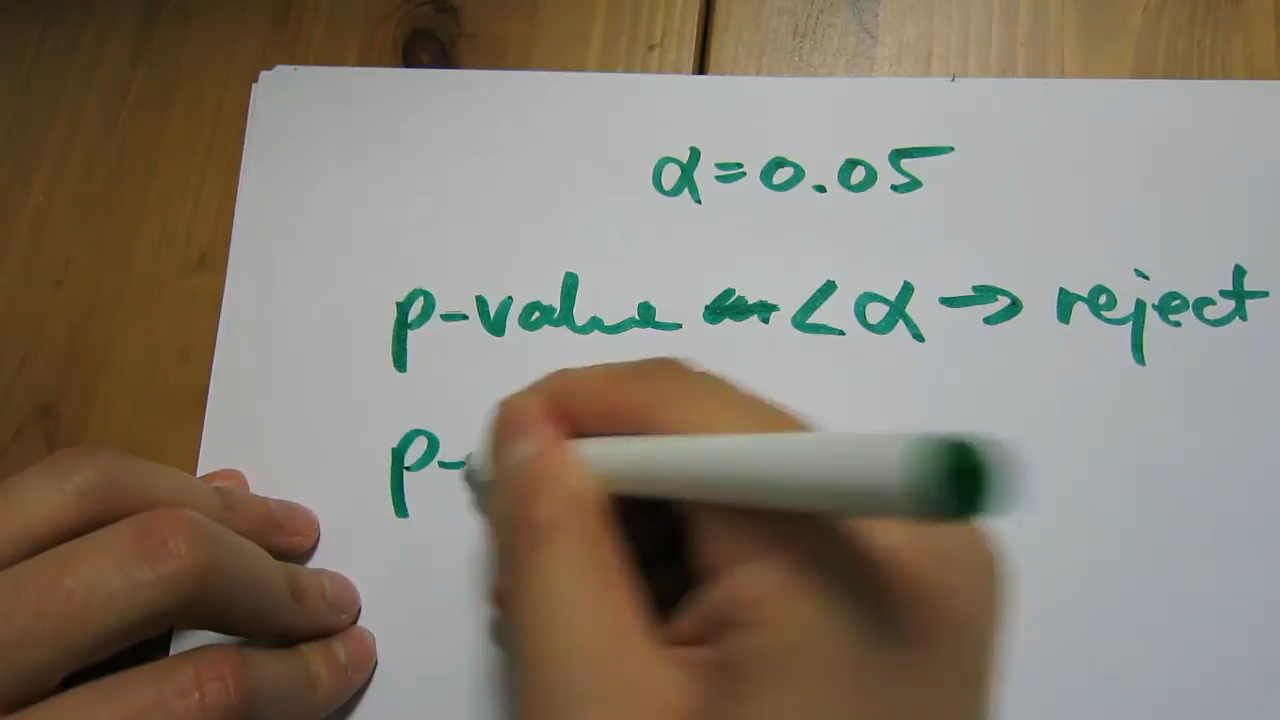 α=0.05
p-value < α → reject
p-